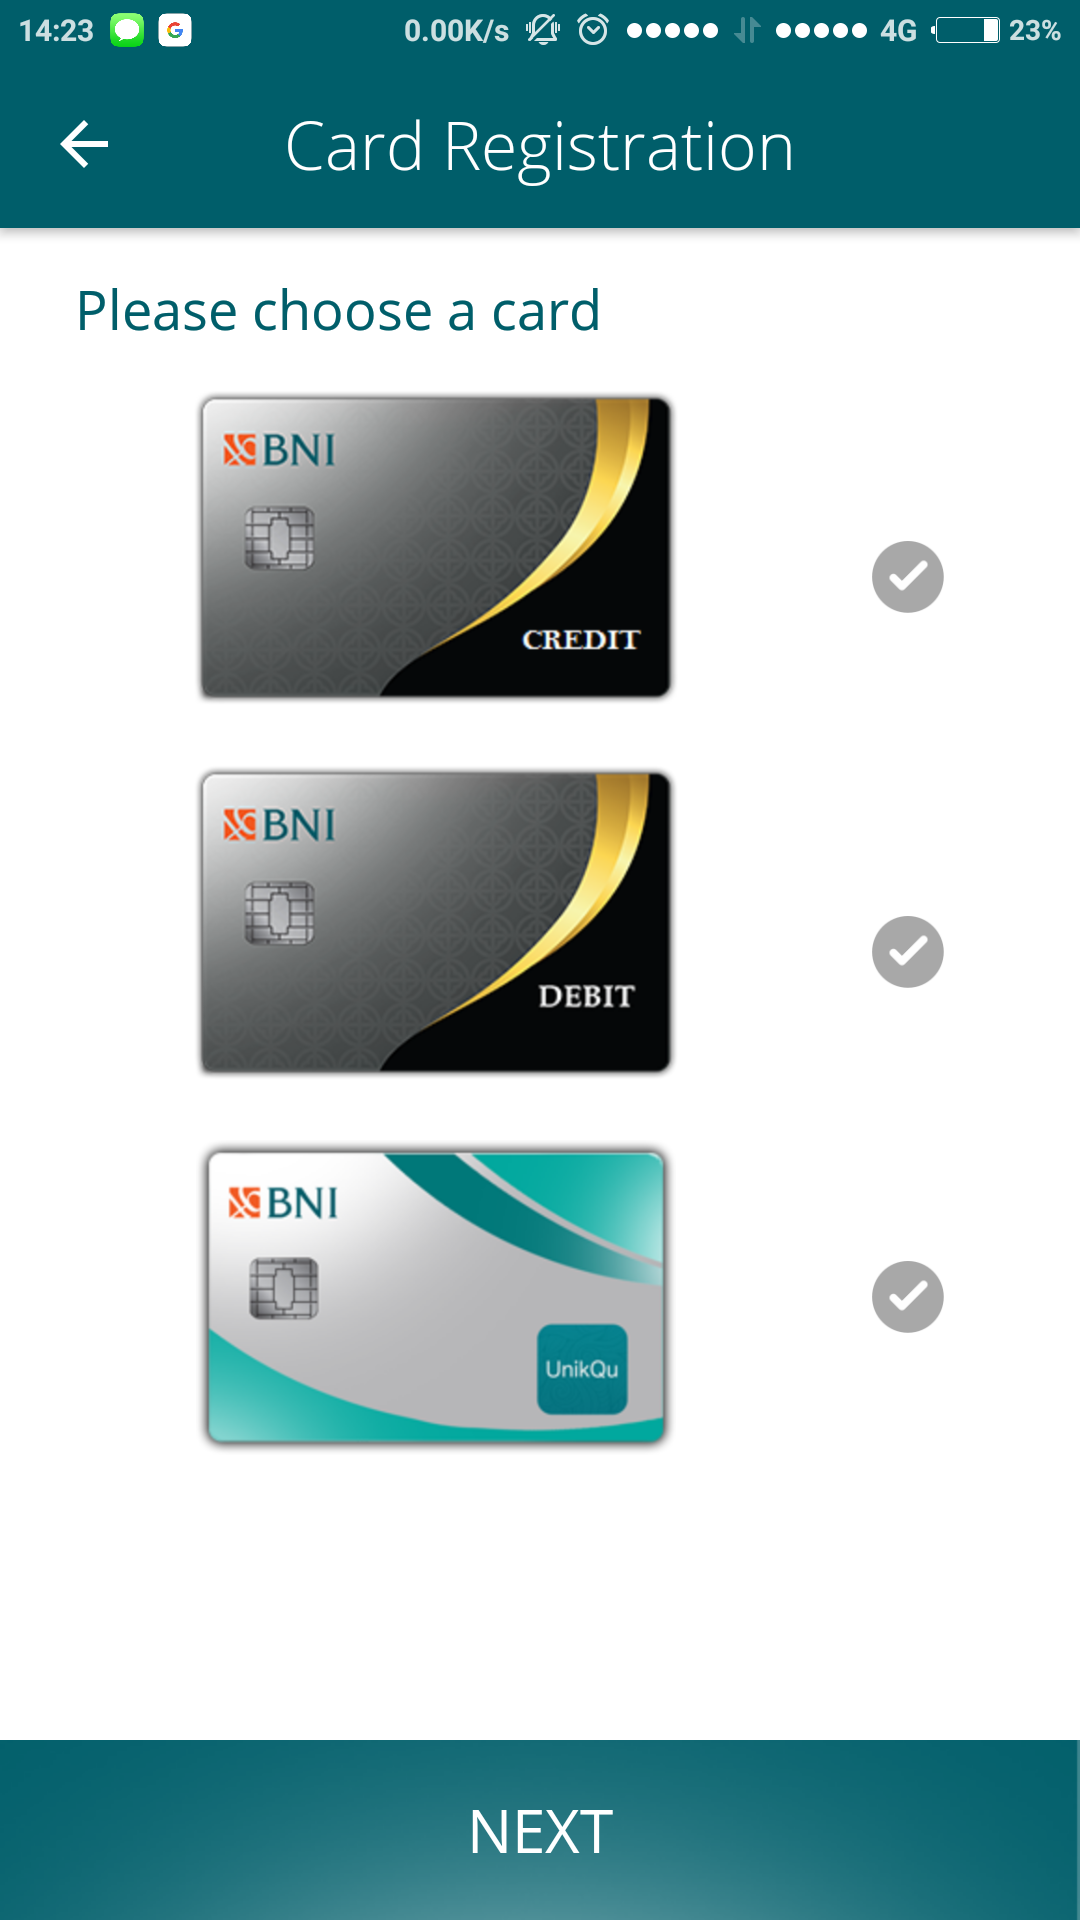 14:23 G 0.00K/s 4G 23%
Card Registration
Please choose a card
BNI
CREDIT
BNI
DEBIT
BNI
UnikQu
NEXT